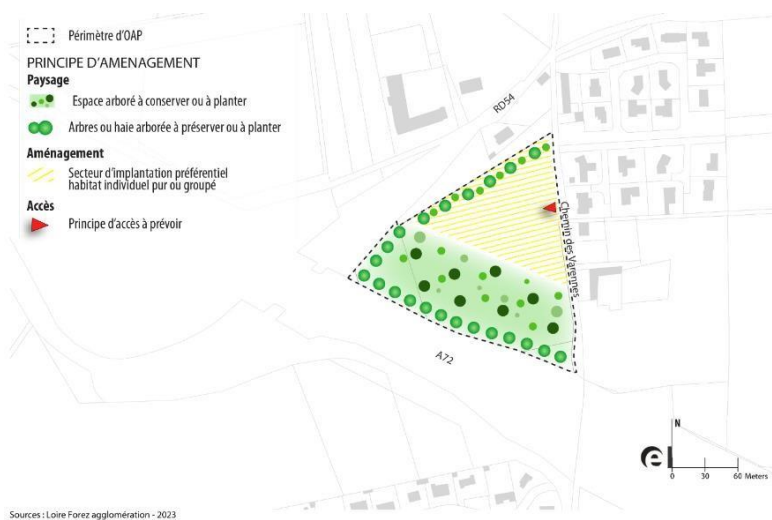 Périmètre d'OAP
PRINCIPE D'AMENAGEMENT
Paysage
Espace arboré à conserver ou à planter
Arbres ou haie arborée à préserver ou à planter
Aménagement
Secteur d'implantation préférentiel
habitat individuel pur ou groupé
Accès
Principe d'accès à prévoir
RD54
Chemin des Varennes
A72
N
0 30 60 Meters
Sources : Loire Forez agglomération - 2023